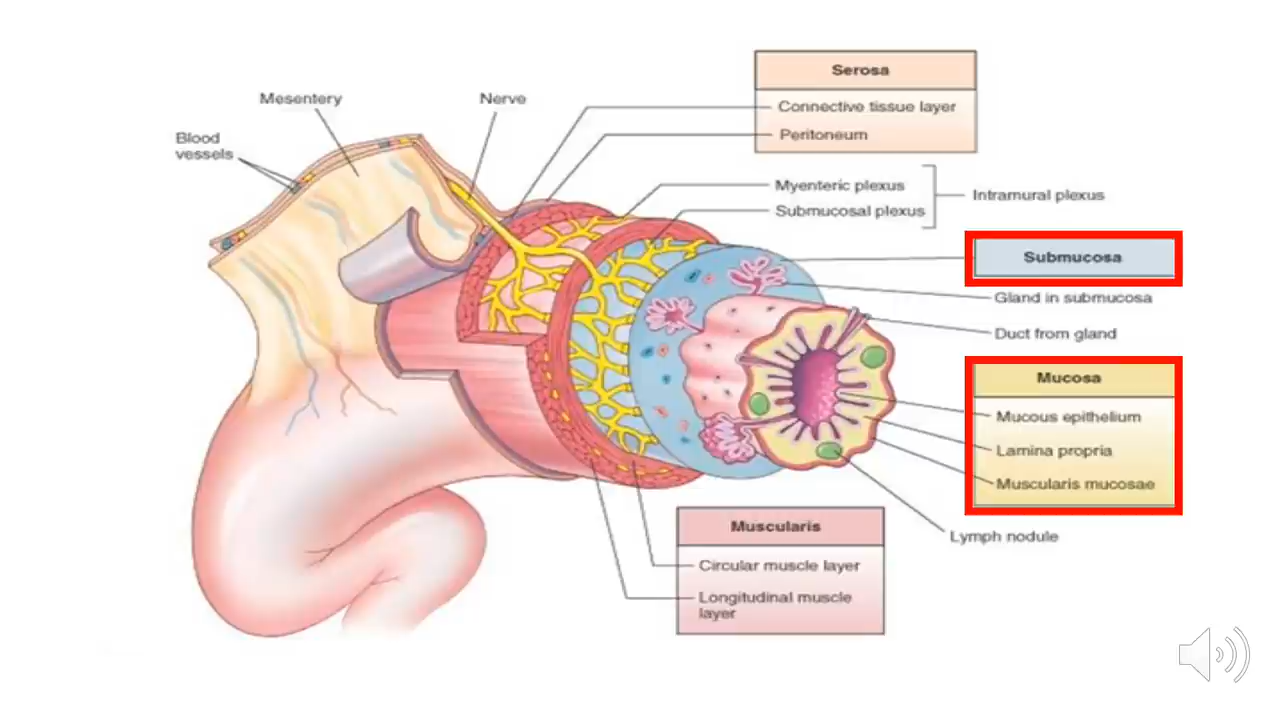 Serosa
Connective tissue layer
Peritoneum
Mesentery
Nerve
Blood
vessels
Myenteric plexus
Submucosal plexus
Intramural plexus
Submucosa
Gland in submucosa
Duct from gland
Mucosa
Mucous epithelium
Lamina propria
Muscularis mucosae
Lymph nodule
Muscularis
Circular muscle layer
Longitudinal muscle
layer